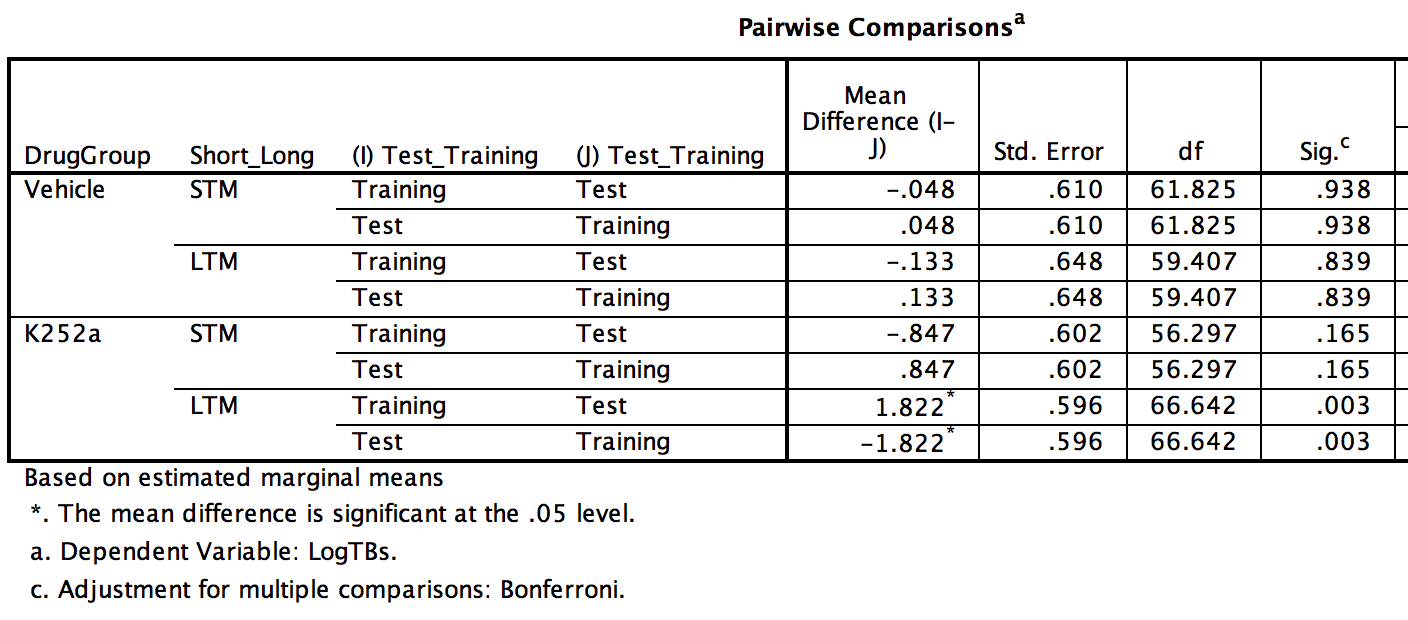 Pairwise Comparisonsa
DrugGroup Short_Long (I) Test_Training (J) Test_Training Mean Difference (I-J) Std. Error df Sig.c
Vehicle STM Training Test -.048 .610 61.825 .938
Test Training .048 .610 61.825 .938
LTM Training Test -.133 .648 59.407 .839
Test Training .133 .648 59.407 .839
K252a STM Training Test -.847 .602 56.297 .165
Test Training .847 .602 56.297 .165
LTM Training Test 1.822* .596 66.642 .003
Test Training -1.822* .596 66.642 .003
Based on estimated marginal means
*. The mean difference is significant at the .05 level.
a. Dependent Variable: LogTBs.
c. Adjustment for multiple comparisons: Bonferroni.